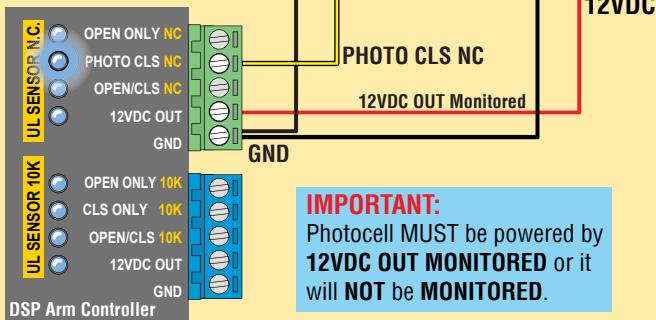 12VDC
UL SENSOR N.C.
OPEN ONLY NC
PHOTO CLS NC
OPEN/CLS NC
12VDC OUT
GND
PHOTO CLS NC
12VDC OUT Monitored
GND
UL SENSOR 10K
OPEN ONLY 10K
CLS ONLY 10K
OPEN/CLS 10K
12VDC OUT
GND
DSP Arm Controller
IMPORTANT:
Photocell MUST be powered by
12VDC OUT MONITORED or it
will NOT be MONITORED.